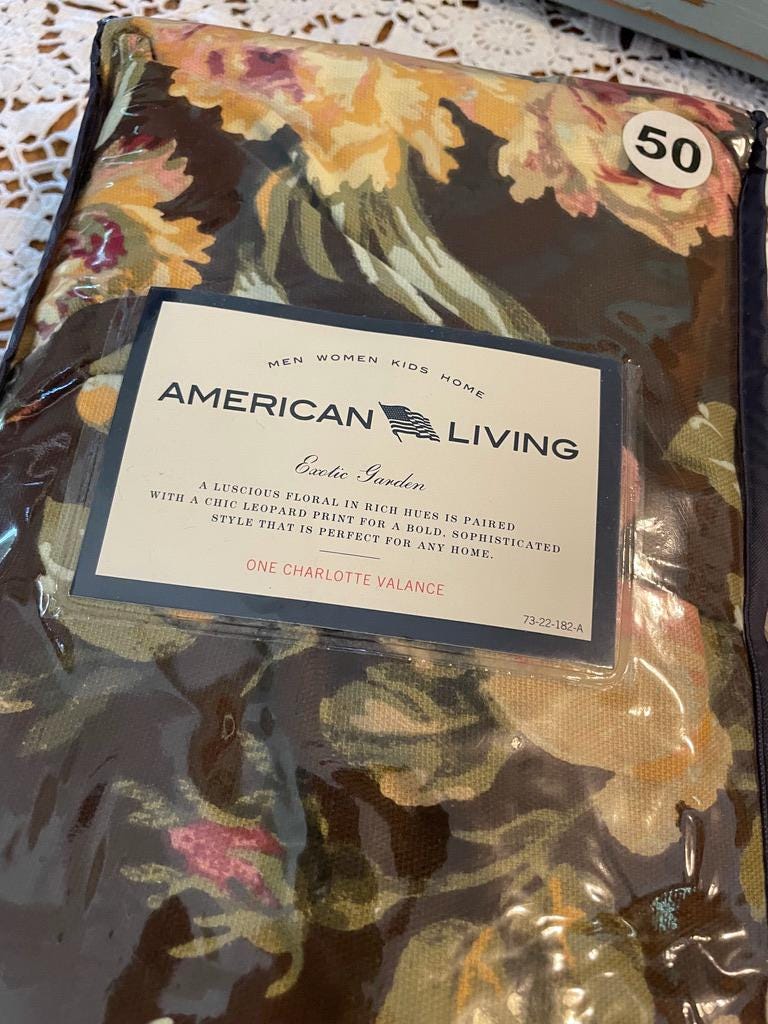 50
MEN WOMEN KIDS HOME
AMERICAN LIVING
Exotic Garden
A LUSCIOUS FLORAL IN RICH HUES IS PAIRED
WITH A CHIC LEOPARD PRINT FOR A BOLD, SOPHISTICATED
STYLE THAT IS PERFECT FOR ANY HOME.
ONE CHARLOTTE VALANCE
73-22-182-A